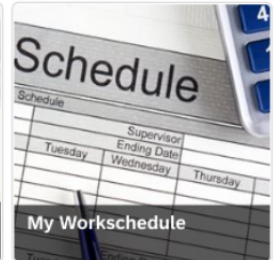 4
Schedule
Schedule
Supervisor
Ending Date
Tuesday
Wednesday
Thursday
My Workschedule